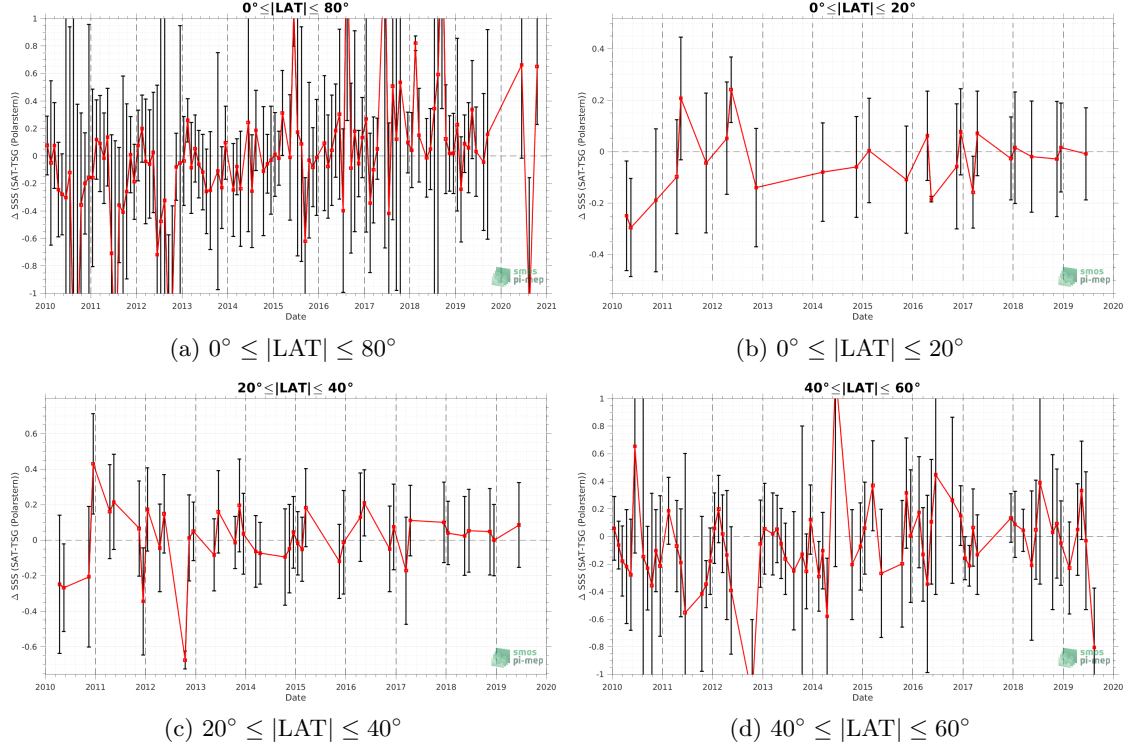 0°≤|LAT|≤ 80°
Δ SSS (SAT-TSG (Polarstern))
1
0.8
0.6
0.4
0.2
0
-0.2
-0.4
-0.6
-0.8
-1
2010 2011 2012 2013 2014 2015 2016 2017 2018 2019 2020 2021
Date
smos
pi-mep
(a) 0° ≤ |LAT| ≤ 80°
0°≤|LAT|≤ 20°
Δ SSS (SAT-TSG (Polarstern))
0.4
0.2
0
-0.2
-0.4
2010 2011 2012 2013 2014 2015 2016 2017 2018 2019 2020
Date
smos
pi-mep
(b) 0° ≤ |LAT| ≤ 20°
20°≤|LAT|≤ 40°
Δ SSS (SAT-TSG (Polarstern))
0.6
0.4
0.2
0
-0.2
-0.4
-0.6
2010 2011 2012 2013 2014 2015 2016 2017 2018 2019 2020
Date
smos
pi-mep
(c) 20° ≤ |LAT| ≤ 40°
40°≤|LAT|≤ 60°
Δ SSS (SAT-TSG (Polarstern))
1
0.8
0.6
0.4
0.2
0
-0.2
-0.4
-0.6
-0.8
-1
2010 2011 2012 2013 2014 2015 2016 2017 2018 2019 2020
Date
smos
pi-mep
(d) 40° ≤ |LAT| ≤ 60°